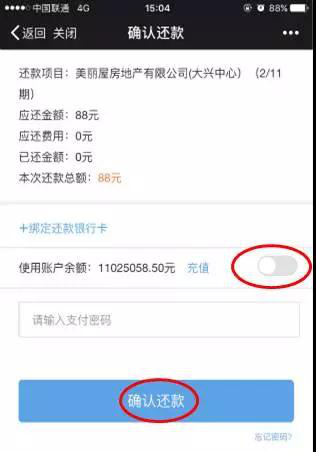 中国联通 4G 15:04 88%
返回 关闭 确认还款
还款项目：美丽屋房地产有限公司(大兴中心）（2/11
期）
应还金额：88元
应还费用：0元
已还金额：0元
本次还款总额：88元
+绑定还款银行卡
使用账户余额：11025058.50元 充值
请输入支付密码
确认还款
忘记密码?